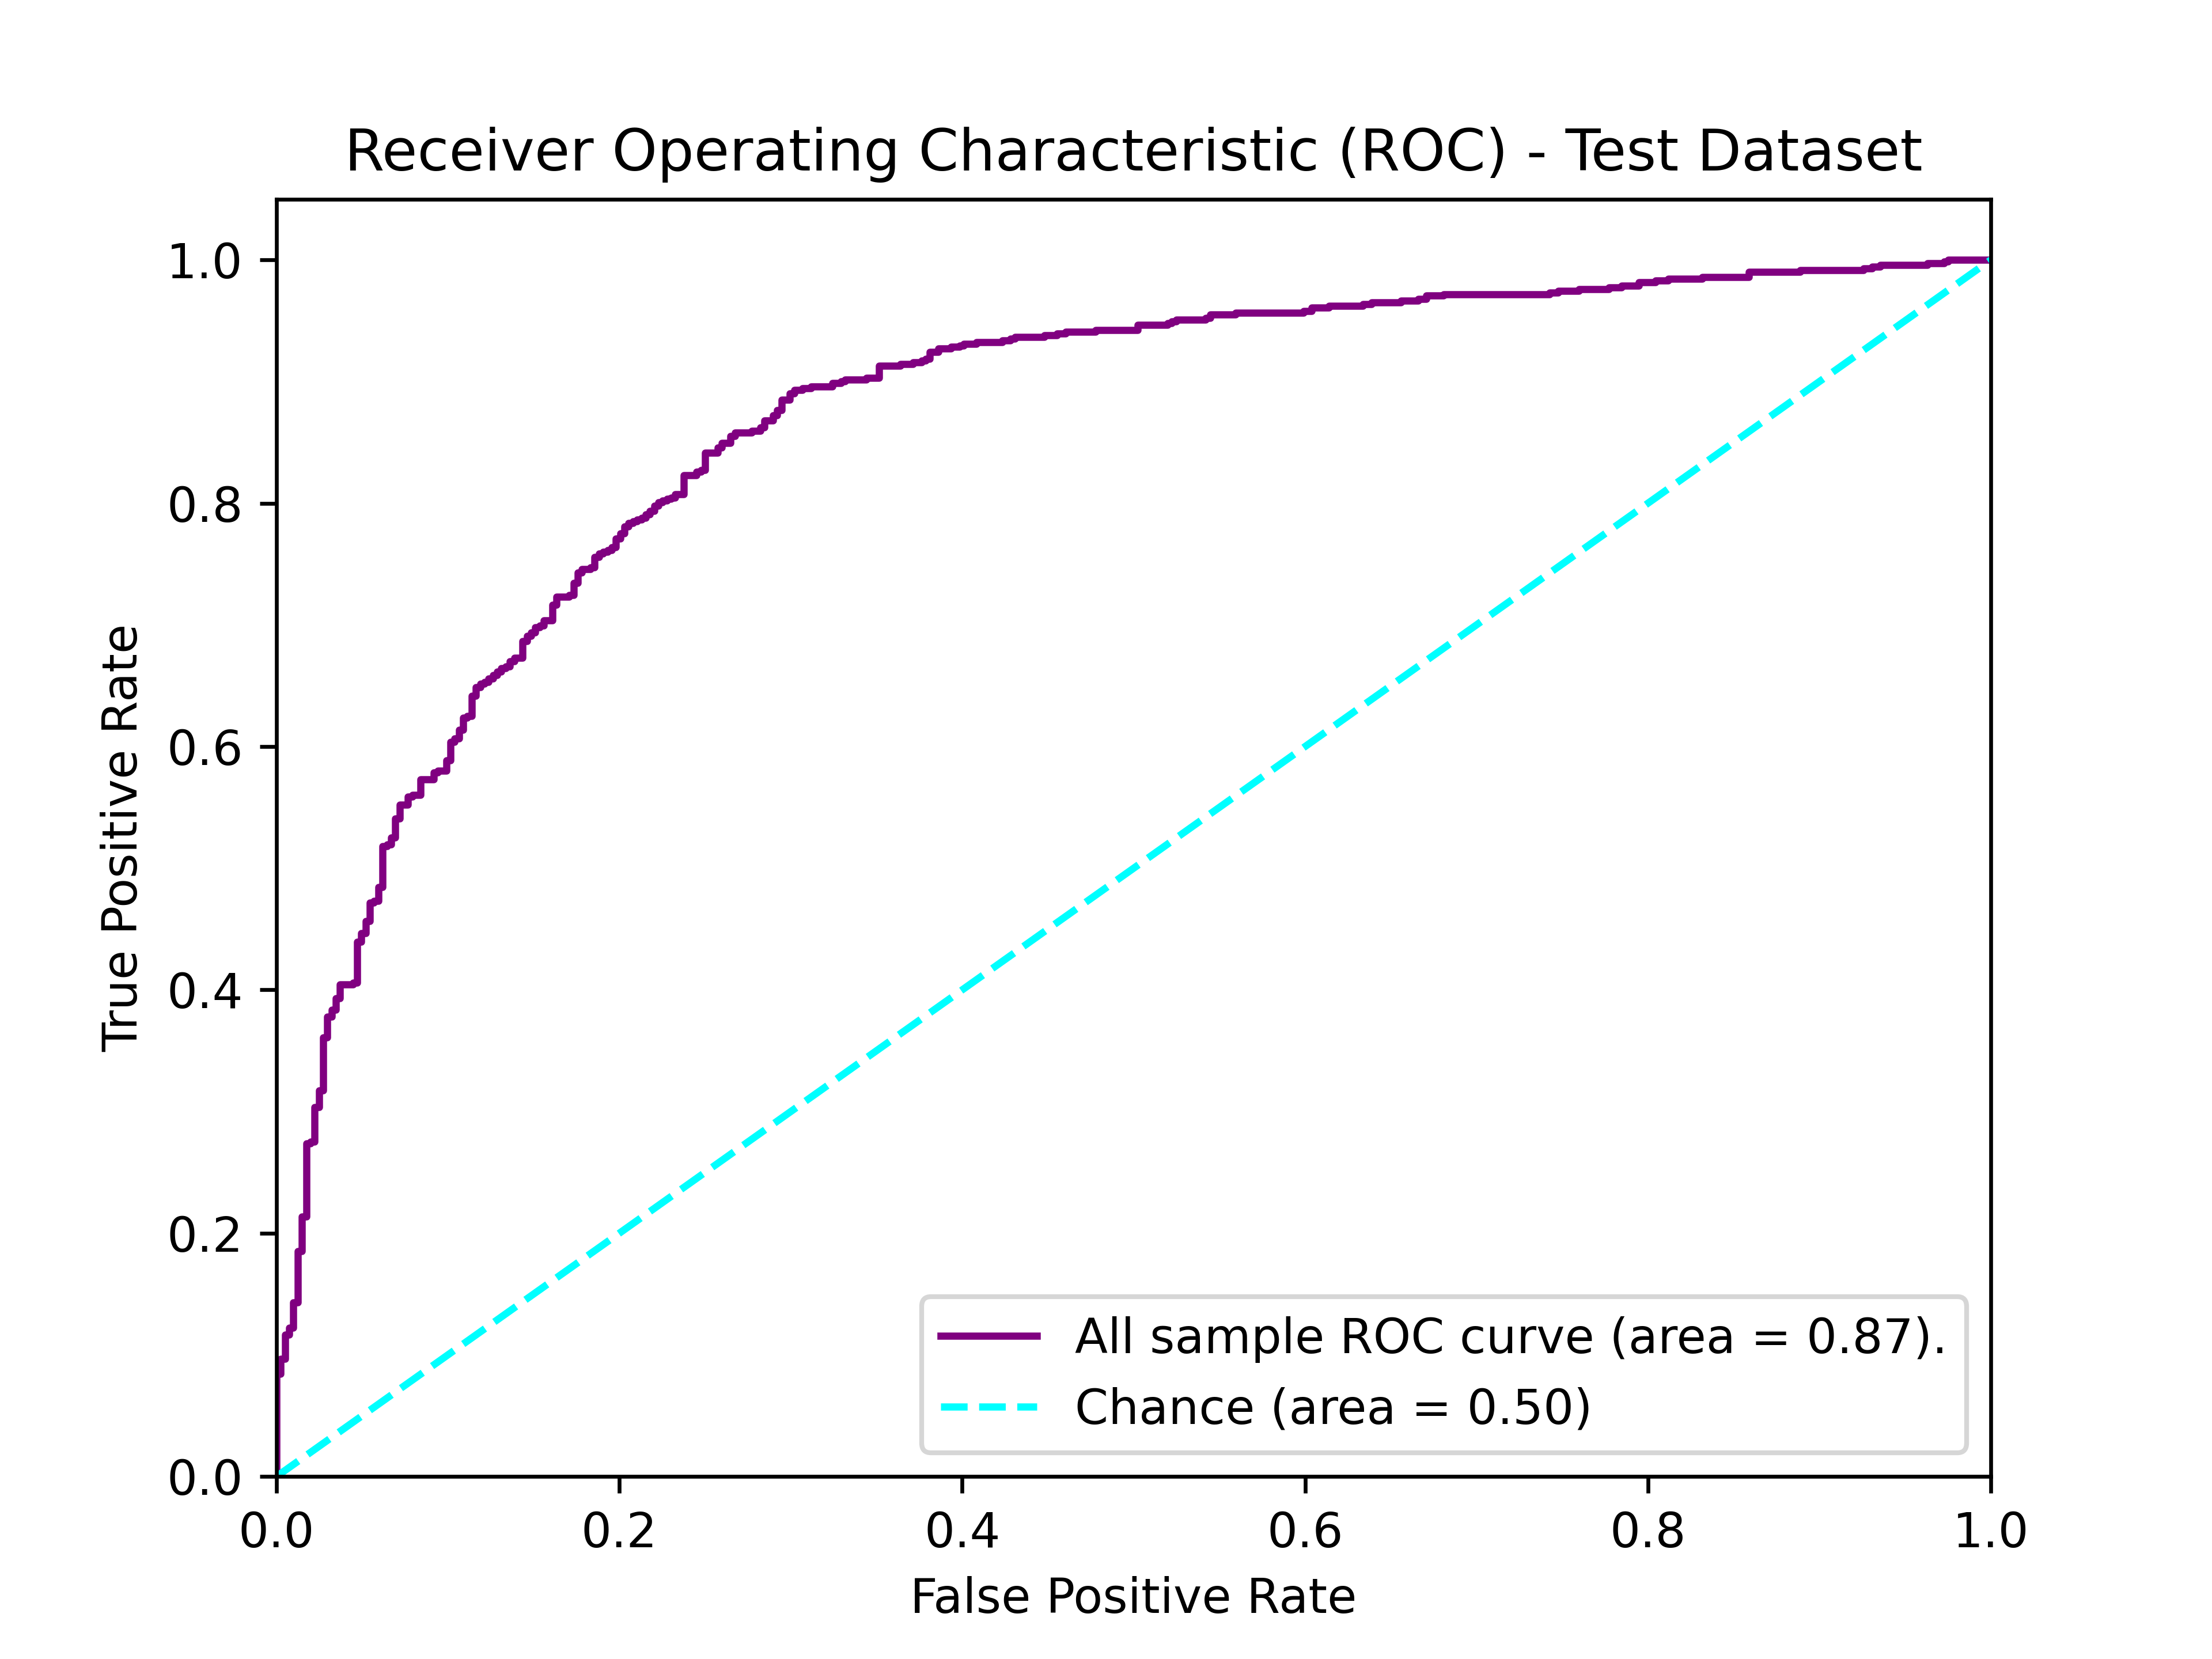 Receiver Operating Characteristic (ROC) - Test Dataset
1.0
0.8
0.6
0.4
0.2
0.0
True Positive Rate
All sample ROC curve (area = 0.87).
Chance (area = 0.50)
0.0 0.2 0.4 0.6 0.8 1.0
False Positive Rate